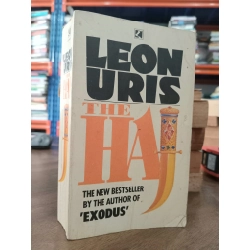 LEON
URIS
THE
HAJ
THE NEW BESTSELLER
BY THE AUTHOR OF
'EXODUS'